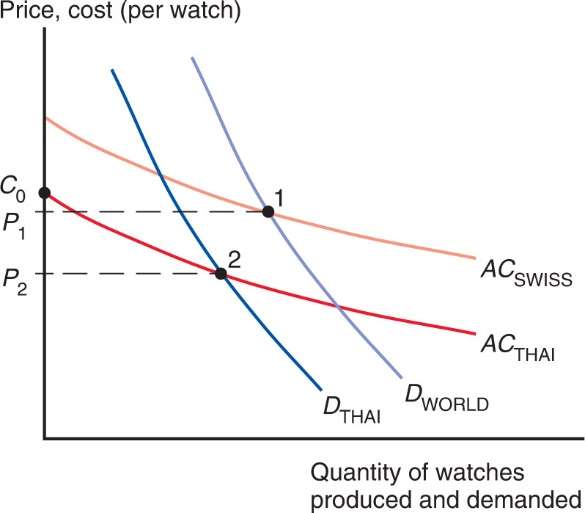 Price, cost (per watch)
C0
P1
1
P2
2
ACSWISS
ACTHAI
DTHAI
DWORLD
Quantity of watches
produced and demanded